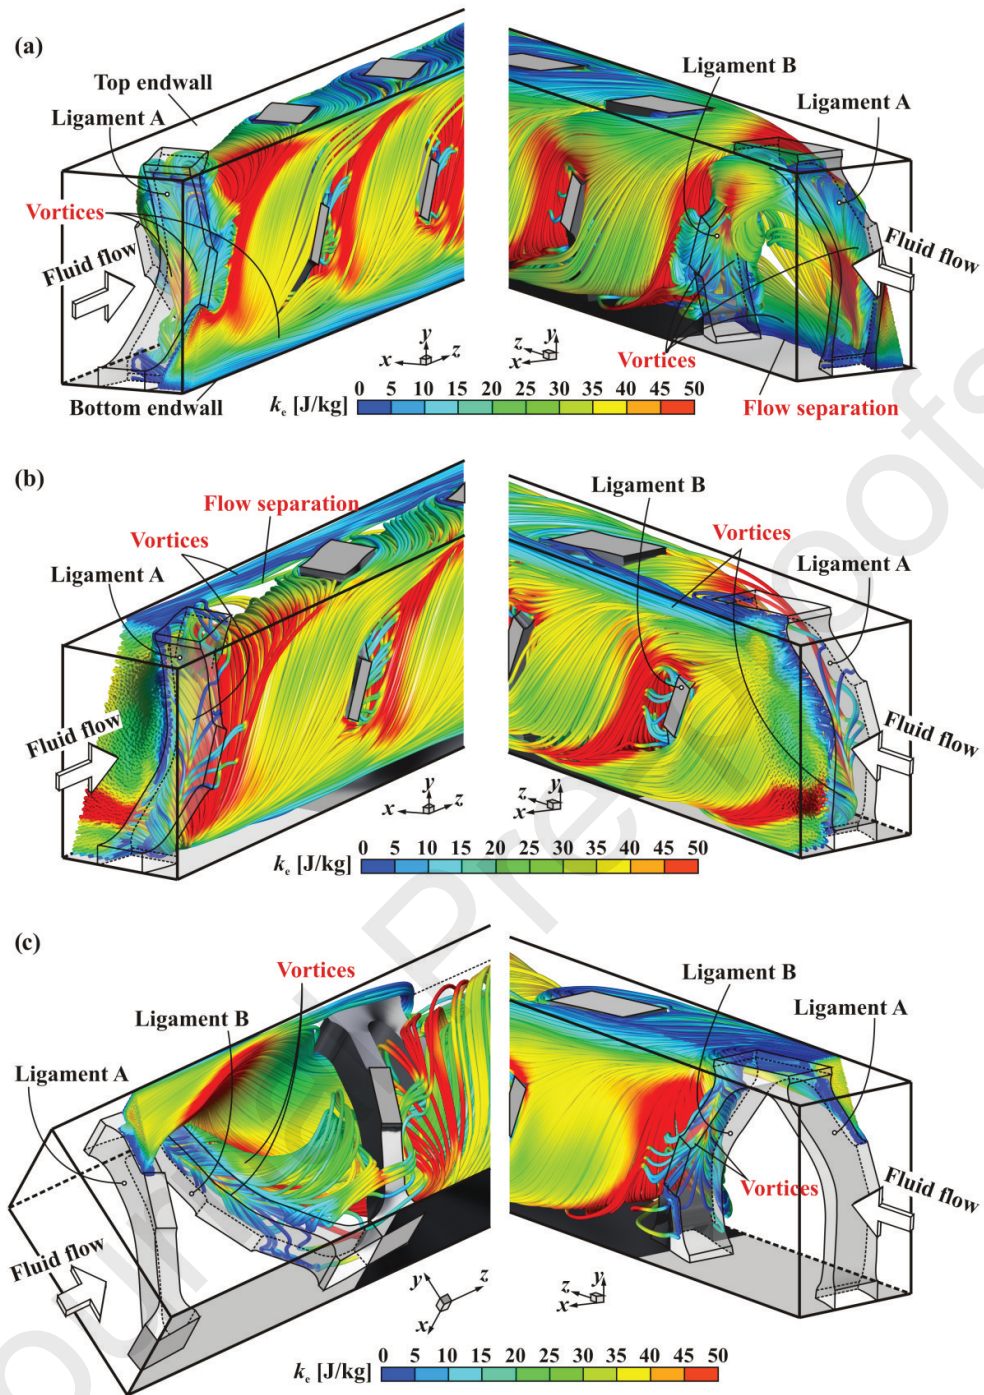 (a)
Top endwall
Ligament A
Vortices
Fluid flow
Bottom endwall
x y z
Ligament B
Ligament A
Fluid flow
Vortices
Flow separation
z y x
kₑ [J/kg] 0 5 10 15 20 25 30 35 40 45 50
(b)
Flow separation
Vortices
Ligament A
Fluid flow
x y z
Ligament B
Vortices
Ligament A
Fluid flow
z y x
kₑ [J/kg] 0 5 10 15 20 25 30 35 40 45 50
(c)
Vortices
Ligament B
Ligament A
Fluid flow
y z x
Ligament B
Ligament A
Vortices
Fluid flow
z y x
kₑ [J/kg] 0 5 10 15 20 25 30 35 40 45 50